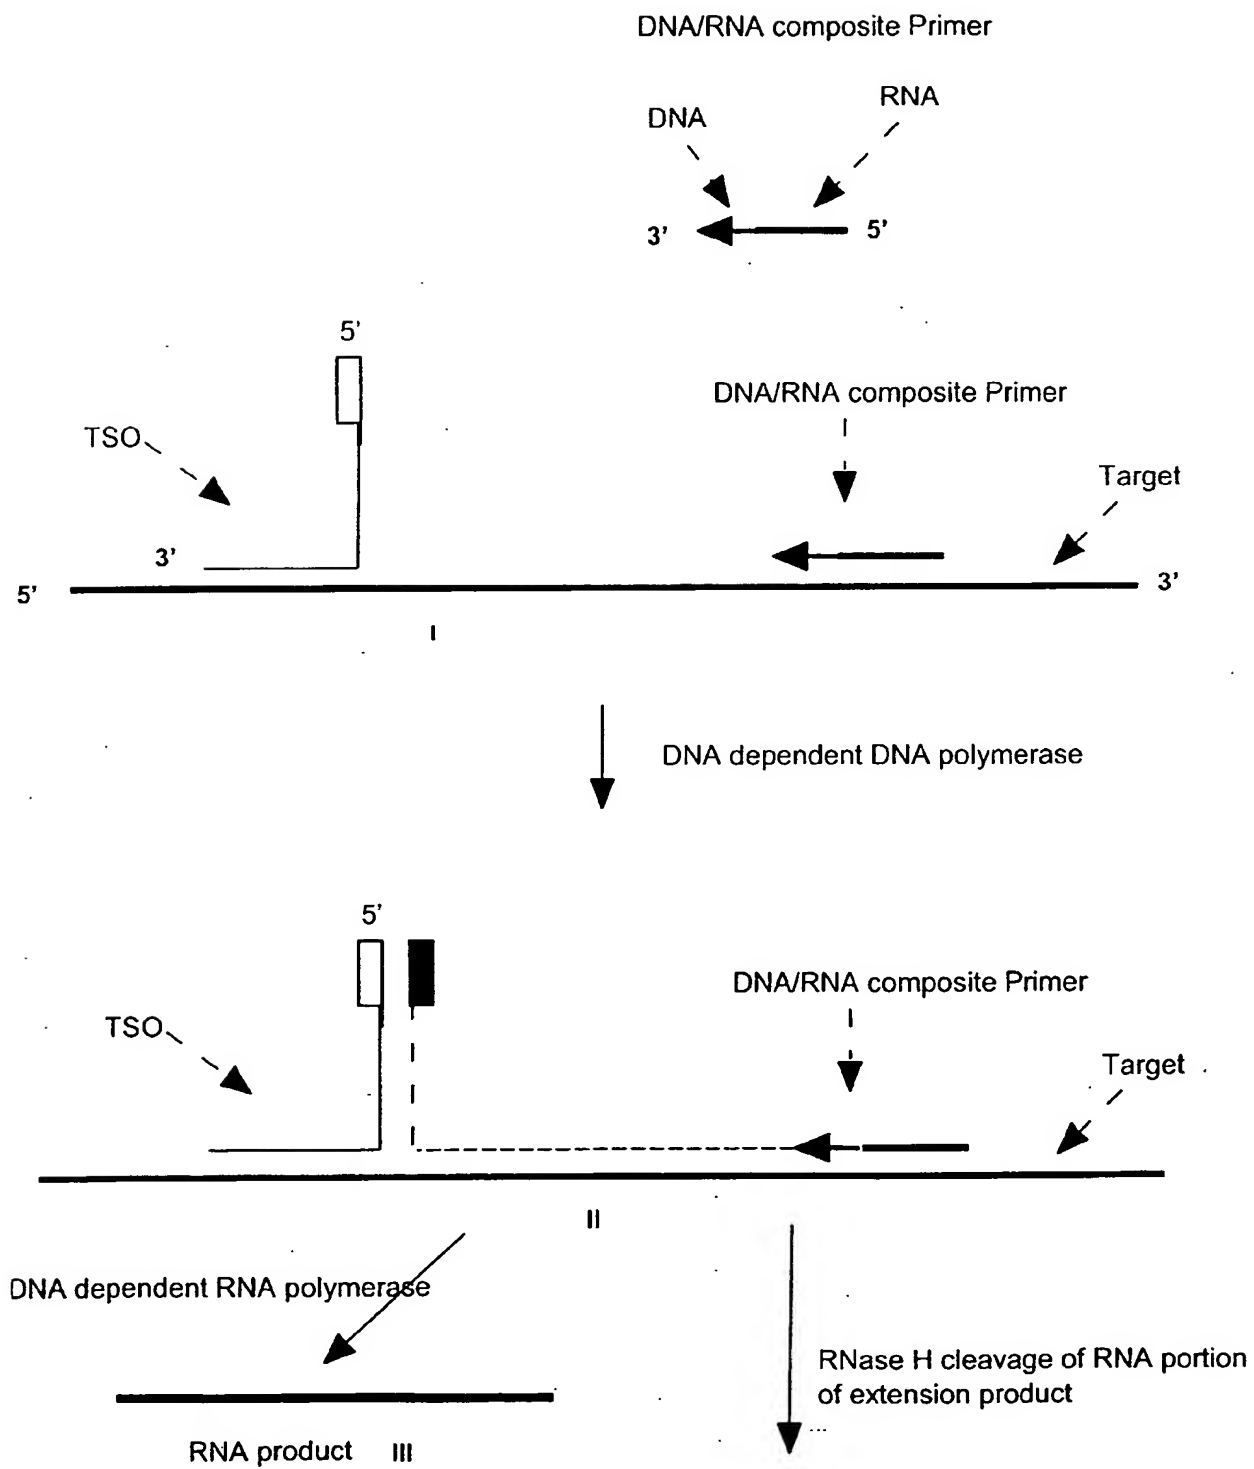 DNA/RNA composite Primer
RNA
DNA
3'
5'
5'
DNA/RNA composite Primer
TSO
Target
3'
5'
3'
I
DNA dependent DNA polymerase
5'
DNA/RNA composite Primer
TSO
Target
II
DNA dependent RNA polymerase
RNase H cleavage of RNA portion
of extension product
RNA product III